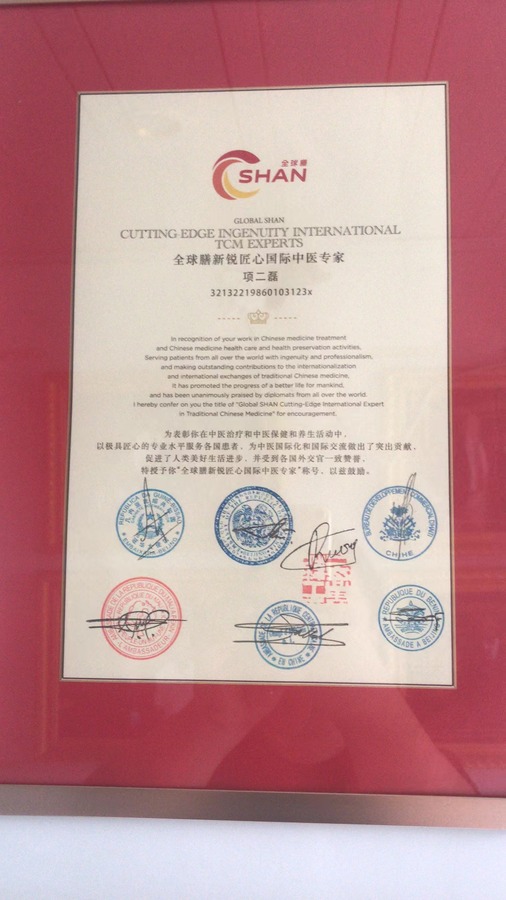 全球膳
SHAN
GLOBAL SHAN
CUTTING-EDGE INGENUITY INTERNATIONAL
TCM EXPERTS
全球膳新锐匠心国际中医专家
项二磊
32132219860103123x
In recognition of your work in Chinese medicine treatment
and Chinese medicine health care and health preservation activities,
Serving patients from all over the world with ingenuity and professionalism,
and making outstanding contributions to the internationalization
and international exchanges of traditional Chinese medicine,
It has promoted the progress of a better life for mankind,
and has been unanimously praised by diplomats from all over the world.
I hereby confer on you the title of "Global SHAN Cutting-Edge International Expert
in Traditional Chinese Medicine" for encouragement.
为表彰你在中医治疗和中医保健和养生活动中，
以极具匠心的专业水平服务各国患者，为中医国际化和国际交流做出了突出贡献，
促进了人类美好生活进步，并受到各国外交官一致赞誉，
特授予你"全球膳新锐匠心国际中医专家"称号，以兹鼓励。
CHINE
EN CHINE
REPUBLIQUE DU BENIN